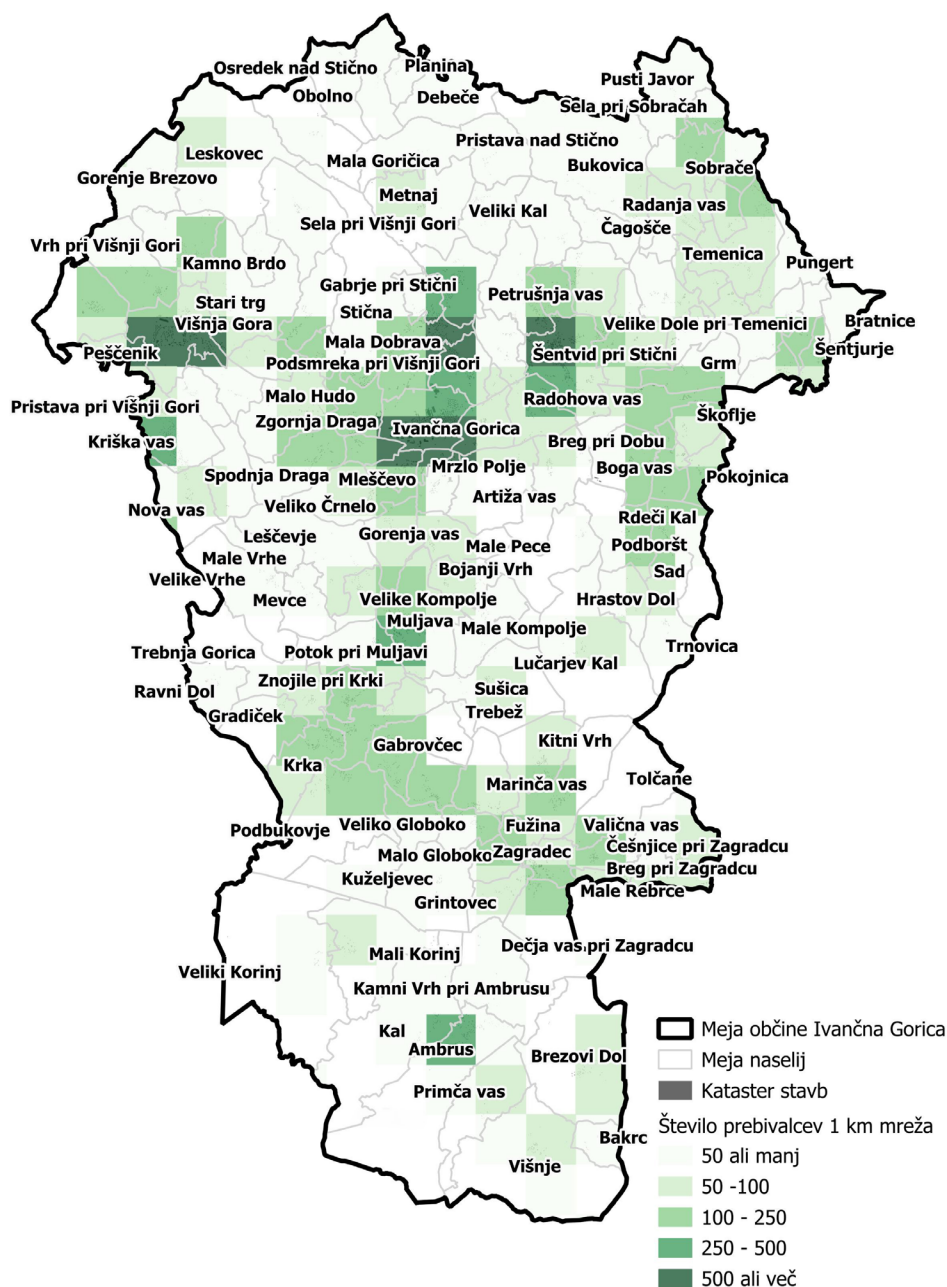 Osredek nad Stično
Planina
Pusti Javor
Obolno
Debeče
Sela pri Sobračah
Pristava nad Stično
Leskovec
Mala Goričica
Bukovica
Sobrače
Gorenje Brezovo
Metnaj
Radanja vas
Veliki Kal
Sela pri Višnji Gori
Čagošče
Vrh pri Višnji Gori
Temenica
Kamno Brdo
Pungert
Gabrje pri Stični
Petrušnja vas
Stari trg
Stična
Bratnice
Višnja Gora
Velike Dole pri Temenici
Mala Dobrava
Šentvid pri Stični
Šentjurje
Peščenik
Podsmreka pri Višnji Gori
Grm
Malo Hudo
Radohova vas
Pristava pri Višnji Gori
Škoflje
Zgornja Draga
Ivančna Gorica
Kriška vas
Breg pri Dobu
Mrzlo Polje
Boga vas
Spodnja Draga
Mleščevo
Pokojnica
Artiža vas
Veliko Črnelo
Nova vas
Rdeči Kal
Leščevje
Gorenja vas
Male Pece
Podboršt
Male Vrhe
Bojanji Vrh
Sad
Velike Vrhe
Mevce
Velike Kompolje
Hrastov Dol
Muljava
Male Kompolje
Trnovica
Trebnja Gorica
Potok pri Muljavi
Lučarjev Kal
Znojile pri Krki
Ravni Dol
Sušica
Gradiček
Trebež
Gabrovčec
Kitni Vrh
Krka
Marinča vas
Tolčane
Podbukovje
Veliko Globoko
Fužina
Valična vas
Malo Globoko
Zagradec
Češnjice pri Zagradcu
Kuželjevec
Breg pri Zagradcu
Grintovec
Male Rebrce
Mali Korinj
Dečja vas pri Zagradcu
Veliki Korinj
Kamni Vrh pri Ambrusu
Kal
Ambrus
Brezovi Dol
Primča vas
Bakrc
Višnje
Meja občine Ivančna Gorica
Meja naselij
Kataster stavb
Število prebivalcev 1 km mreža
50 ali manj
50 -100
100 - 250
250 - 500
500 ali več